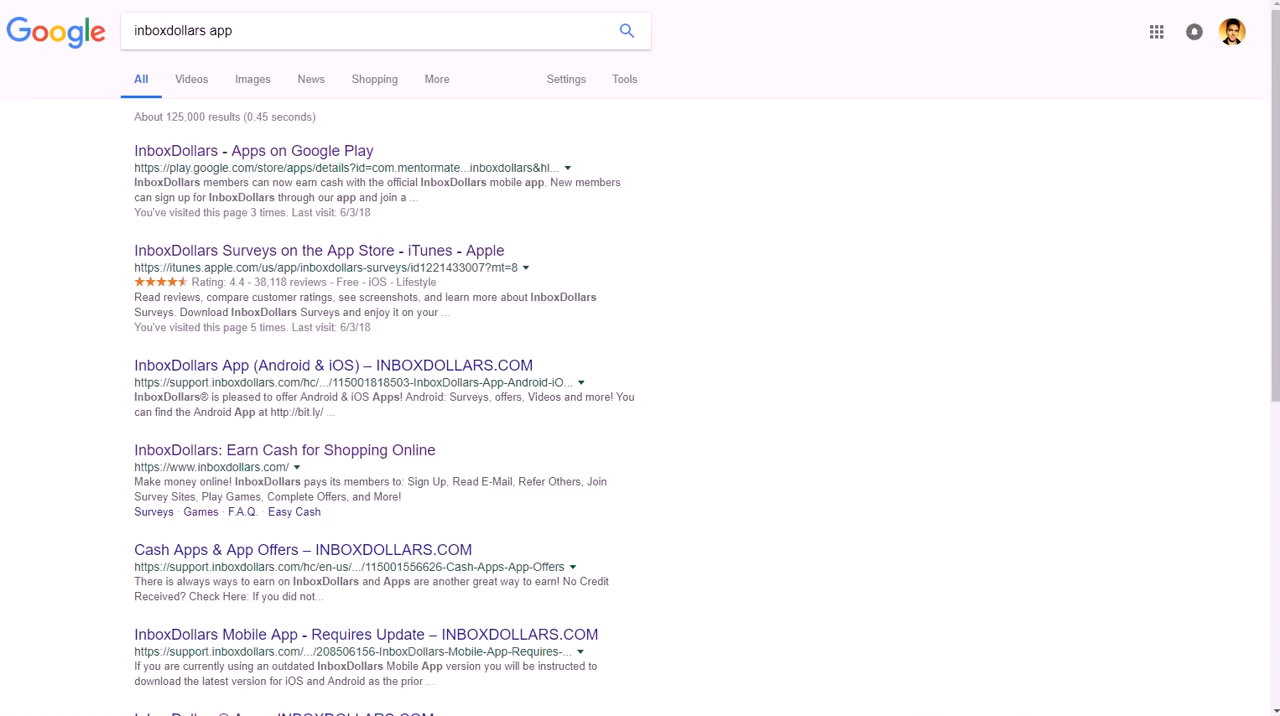 Google
inboxdollars app
All Videos Images News Shopping More Settings Tools
About 125,000 results (0.45 seconds)
InboxDollars - Apps on Google Play
https://play.google.com/store/apps/details?id=com.mentormate...inboxdollars&hl...
InboxDollars members can now earn cash with the official InboxDollars mobile app. New members
can sign up for InboxDollars through our app and join a ...
You've visited this page 3 times. Last visit: 6/3/18
InboxDollars Surveys on the App Store - iTunes - Apple
https://itunes.apple.com/us/app/inboxdollars-surveys/id1221433007?mt=8
Rating: 4.4 - 38,118 reviews - Free - iOS - Lifestyle
Read reviews, compare customer ratings, see screenshots, and learn more about InboxDollars
Surveys. Download InboxDollars Surveys and enjoy it on your ...
You've visited this page 5 times. Last visit: 6/3/18
InboxDollars App (Android & iOS) – INBOXDOLLARS.COM
https://support.inboxdollars.com/hc/.../115001818503-InboxDollars-App-Android-iO...
InboxDollars® is pleased to offer Android & iOS Apps! Android: Surveys, offers, Videos and more! You
can find the Android App at http://bit.ly/ ...
InboxDollars: Earn Cash for Shopping Online
https://www.inboxdollars.com/
Make money online! InboxDollars pays its members to: Sign Up, Read E-Mail, Refer Others, Join
Survey Sites, Play Games, Complete Offers, and More!
Surveys · Games · F.A.Q. · Easy Cash
Cash Apps & App Offers – INBOXDOLLARS.COM
https://support.inboxdollars.com/hc/en-us/.../115001556626-Cash-Apps-App-Offers
There is always ways to earn on InboxDollars and Apps are another great way to earn! No Credit
Received? Check Here: If you did not...
InboxDollars Mobile App - Requires Update – INBOXDOLLARS.COM
https://support.inboxdollars.com/.../208506156-InboxDollars-Mobile-App-Requires-...
If you are currently using an outdated InboxDollars Mobile App version you will be instructed to
download the latest version for iOS and Android as the prior ...